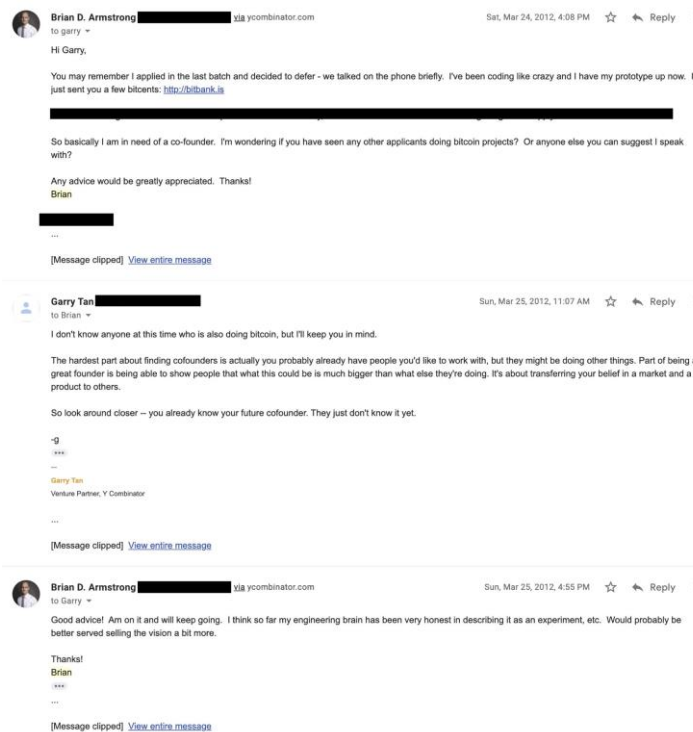 Brian D. Armstrong via ycombinator.com Sat, Mar 24, 2012, 4:08 PM Reply
to garry
Hi Garry,
You may remember I applied in the last batch and decided to defer - we talked on the phone briefly. I've been coding like crazy and I have my prototype up now. I
just sent you a few bitcents: http://bitbank.is
So basically I am in need of a co-founder. I'm wondering if you have seen any other applicants doing bitcoin projects? Or anyone else you can suggest I speak
with?
Any advice would be greatly appreciated. Thanks!
Brian
...
[Message clipped] View entire message
Garry Tan Sun, Mar 25, 2012, 11:07 AM Reply
to Brian
I don't know anyone at this time who is also doing bitcoin, but I'll keep you in mind.
The hardest part about finding cofounders is actually you probably already have people you'd like to work with, but they might be doing other things. Part of being a
great founder is being able to show people that what this could be is much bigger than what else they're doing. It's about transferring your belief in a market and a
product to others.
So look around closer -- you already know your future cofounder. They just don't know it yet.
-g
...
--
Garry Tan
Venture Partner, Y Combinator
...
[Message clipped] View entire message
Brian D. Armstrong via ycombinator.com Sun, Mar 25, 2012, 4:55 PM Reply
to Garry
Good advice! Am on it and will keep going. I think so far my engineering brain has been very honest in describing it as an experiment, etc. Would probably be
better served selling the vision a bit more.
Thanks!
Brian
...
...
[Message clipped] View entire message